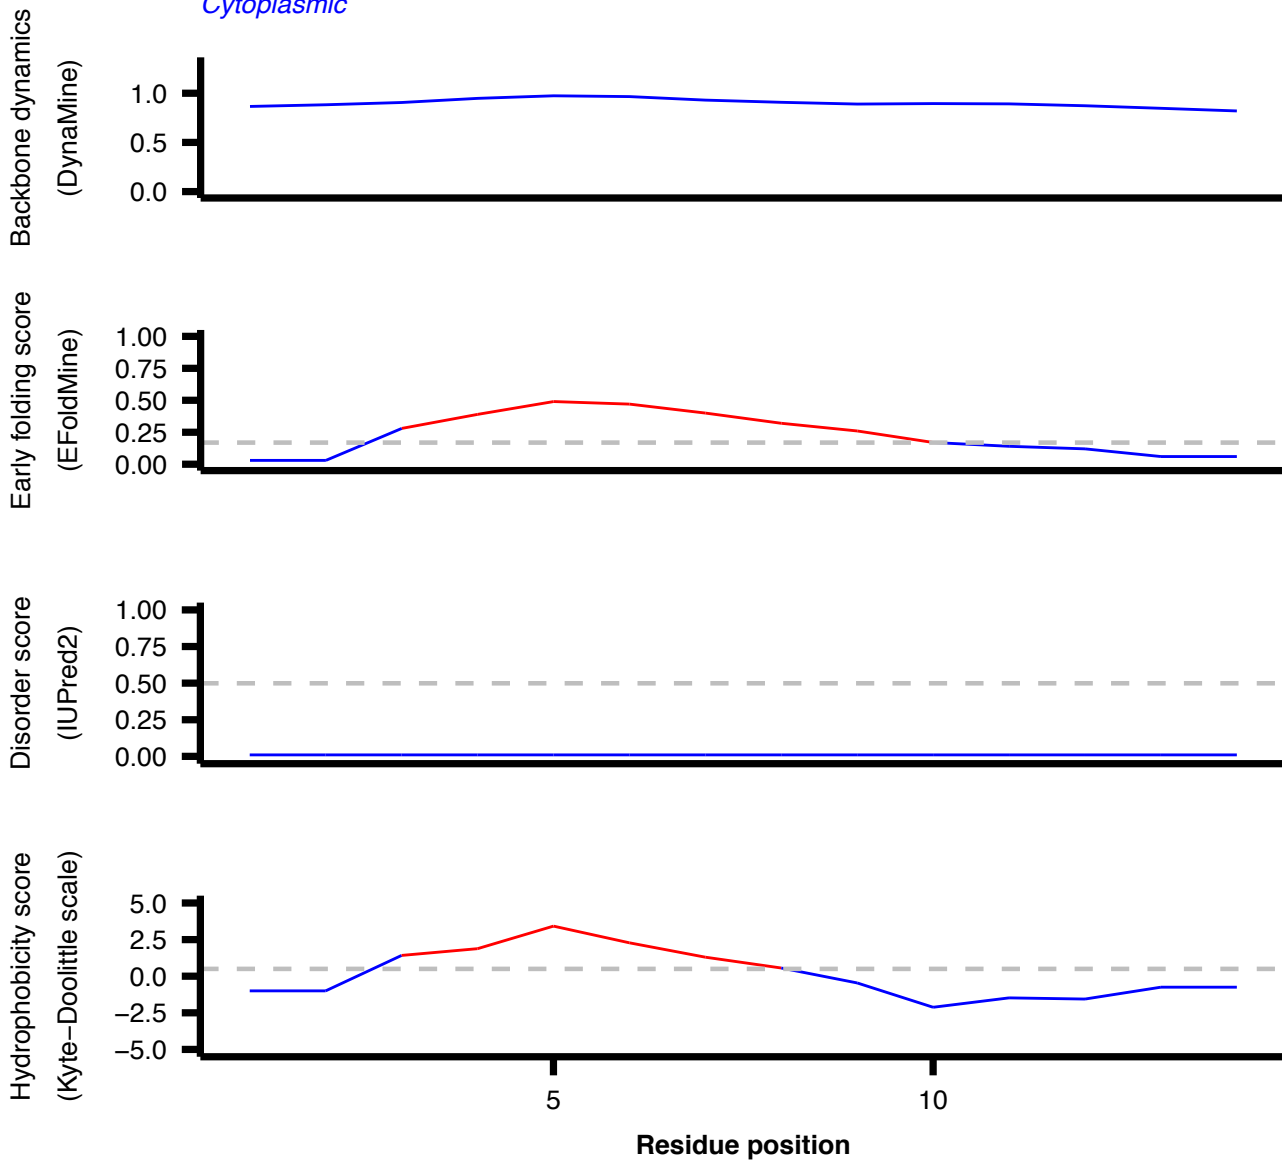 Cytoplasmic
Backbone dynamics
(DynaMine)
1.0
0.5
0.0
Early folding score
(EFoldMine)
1.00
0.75
0.50
0.25
0.00
Disorder score
(IUPred2)
1.00
0.75
0.50
0.25
0.00
Hydrophobicity score
(Kyte−Doolittle scale)
5.0
2.5
0.0
−2.5
−5.0
5
10
Residue position